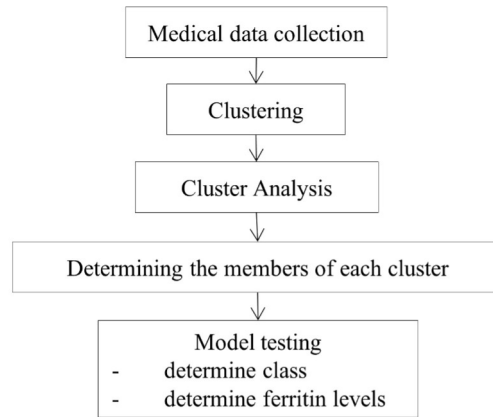 Medical data collection
Clustering
Cluster Analysis
Determining the members of each cluster
Model testing
- determine class
- determine ferritin levels